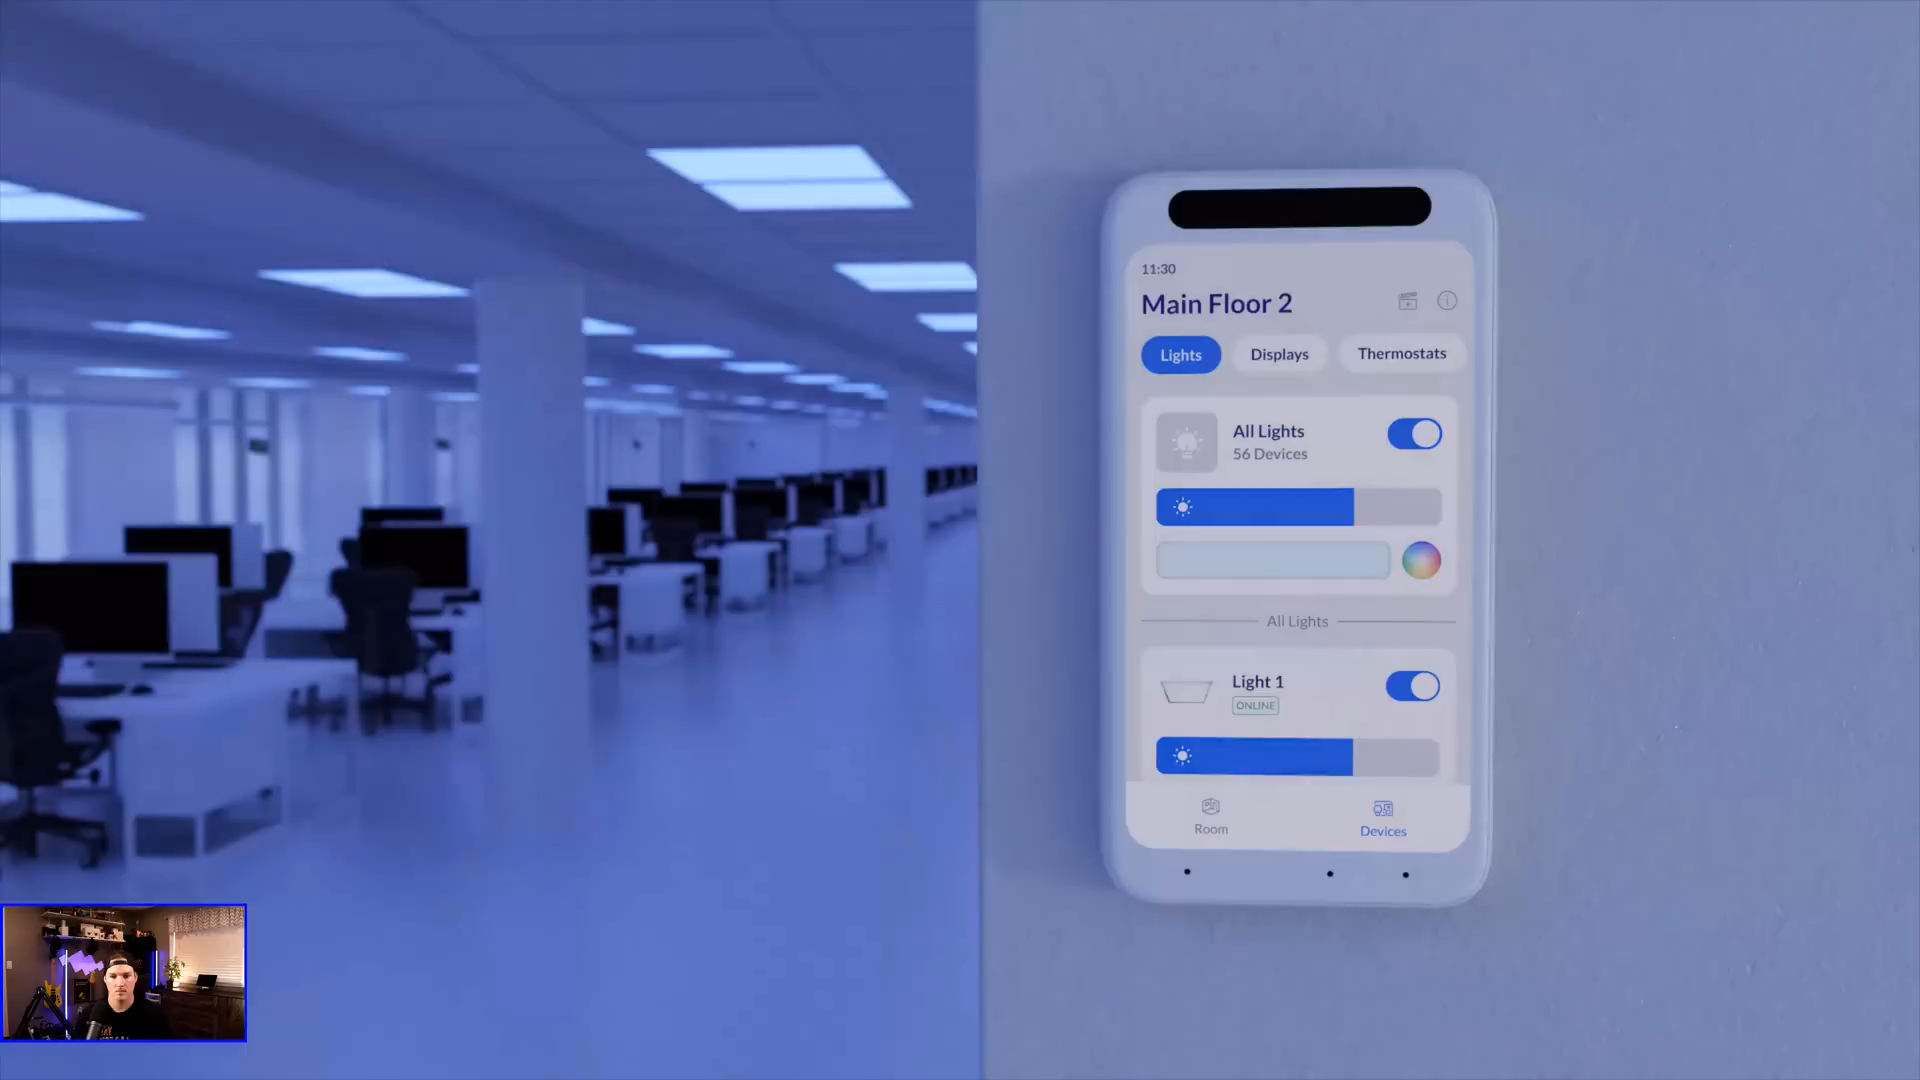 11:30
Main Floor 2
Lights
Displays
Thermostats
All Lights
56 Devices
All Lights
Light 1
ONLINE
Room
Devices